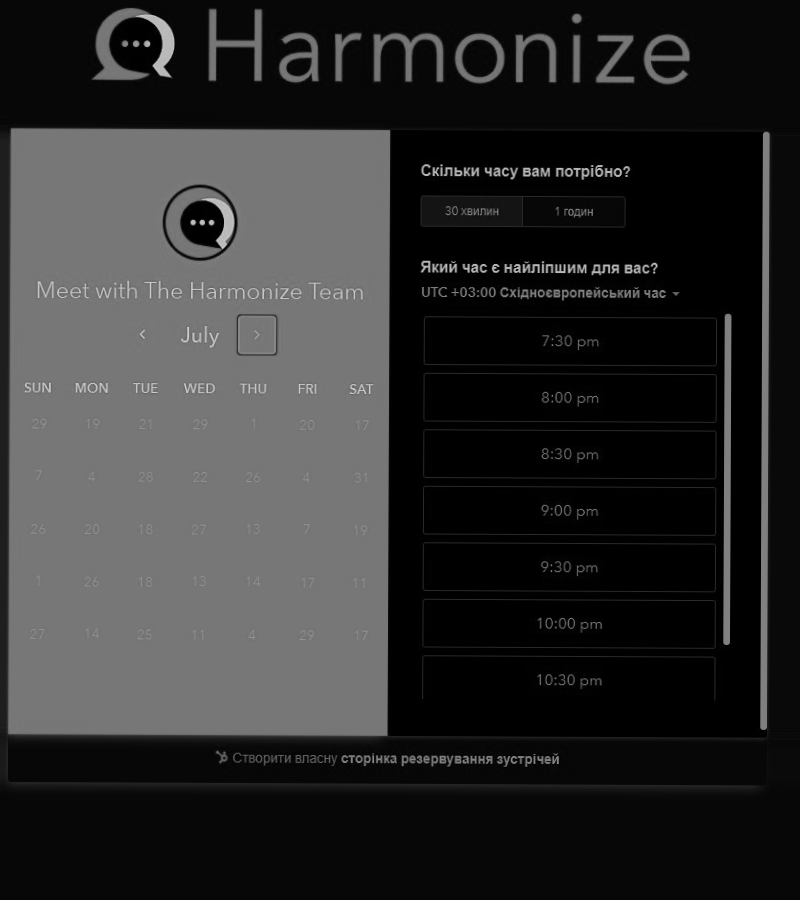 Harmonize
Meet with The Harmonize Team
July
SUN MON TUE WED THU FRI SAT
29 19 21 29 1 20 17
7 4 28 22 26 4 31
26 20 18 27 13 7 19
1 26 18 13 14 17 11
27 14 25 11 4 29 17
Скільки часу вам потрібно?
30 хвилин 1 годин
Який час є найліпшим для вас?
UTC +03:00 Східноєвропейський час
7:30 pm
8:00 pm
8:30 pm
9:00 pm
9:30 pm
10:00 pm
10:30 pm
Створити власну сторінка резервування зустрічей